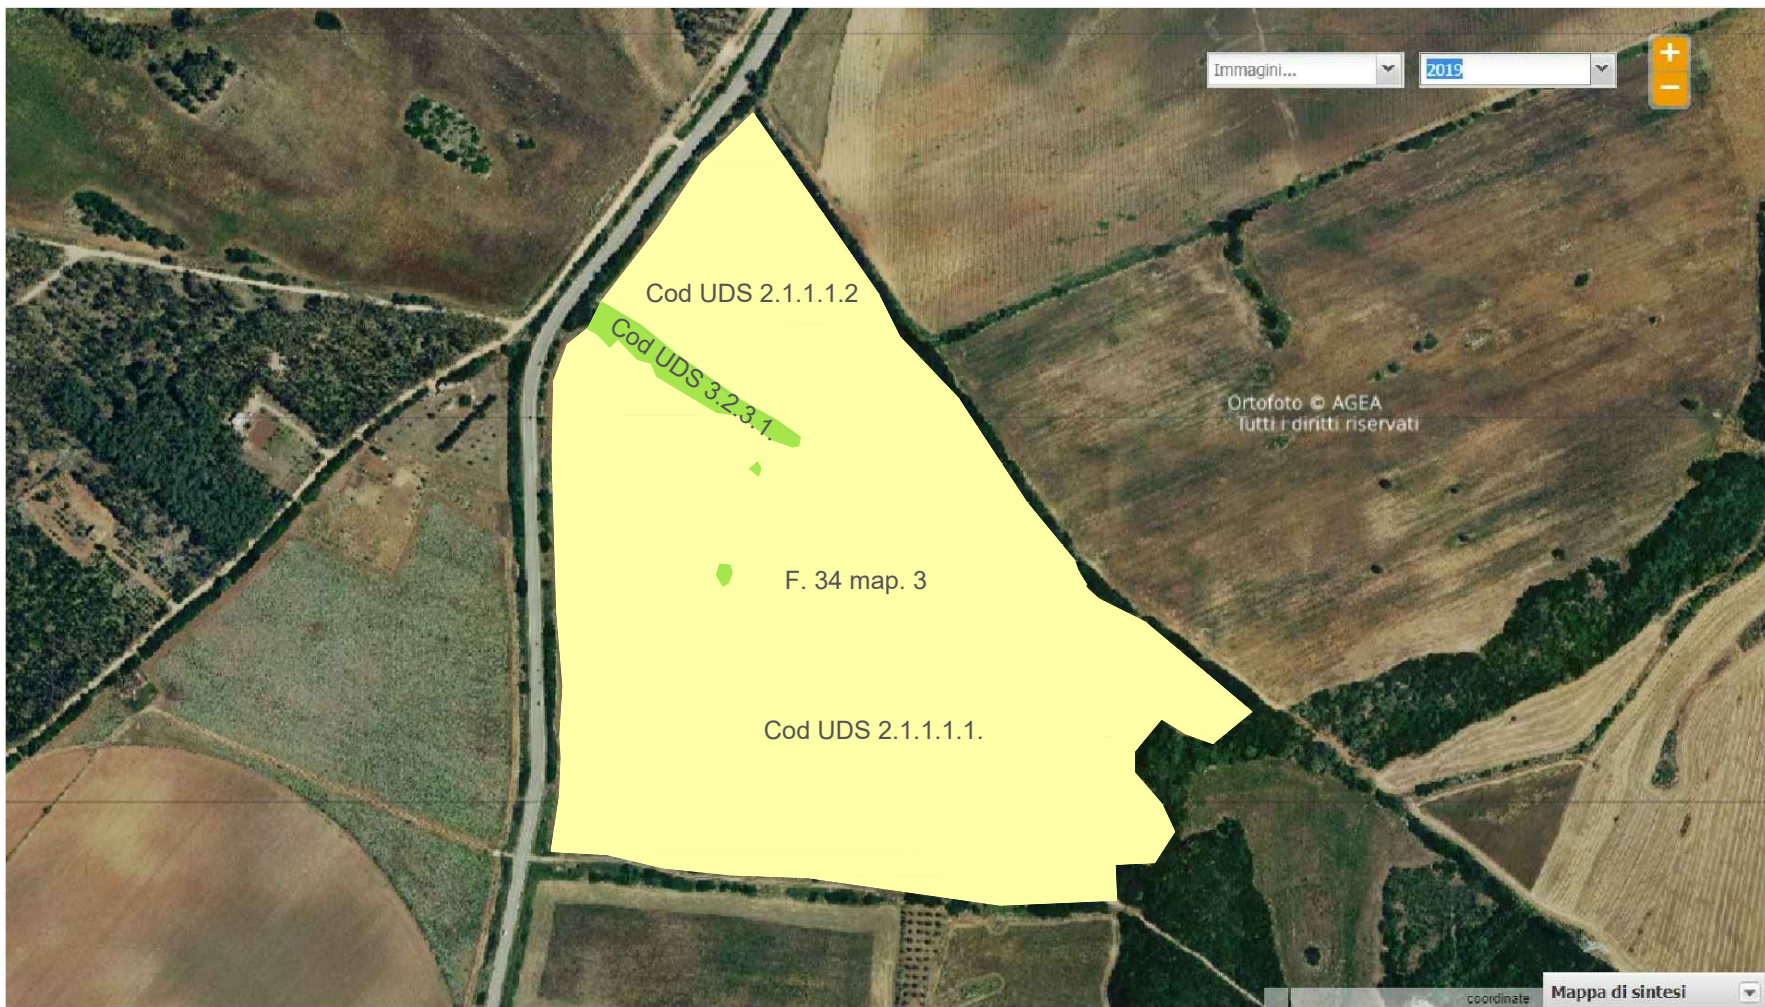 Immagini...
2019
+
−
Cod UDS 2.1.1.1.2
Cod UDS 3.2.3.1.
Ortofoto © AGEA
Tutti i diritti riservati
F. 34 map. 3
Cod UDS 2.1.1.1.1.
coordinate
Mappa di sintesi